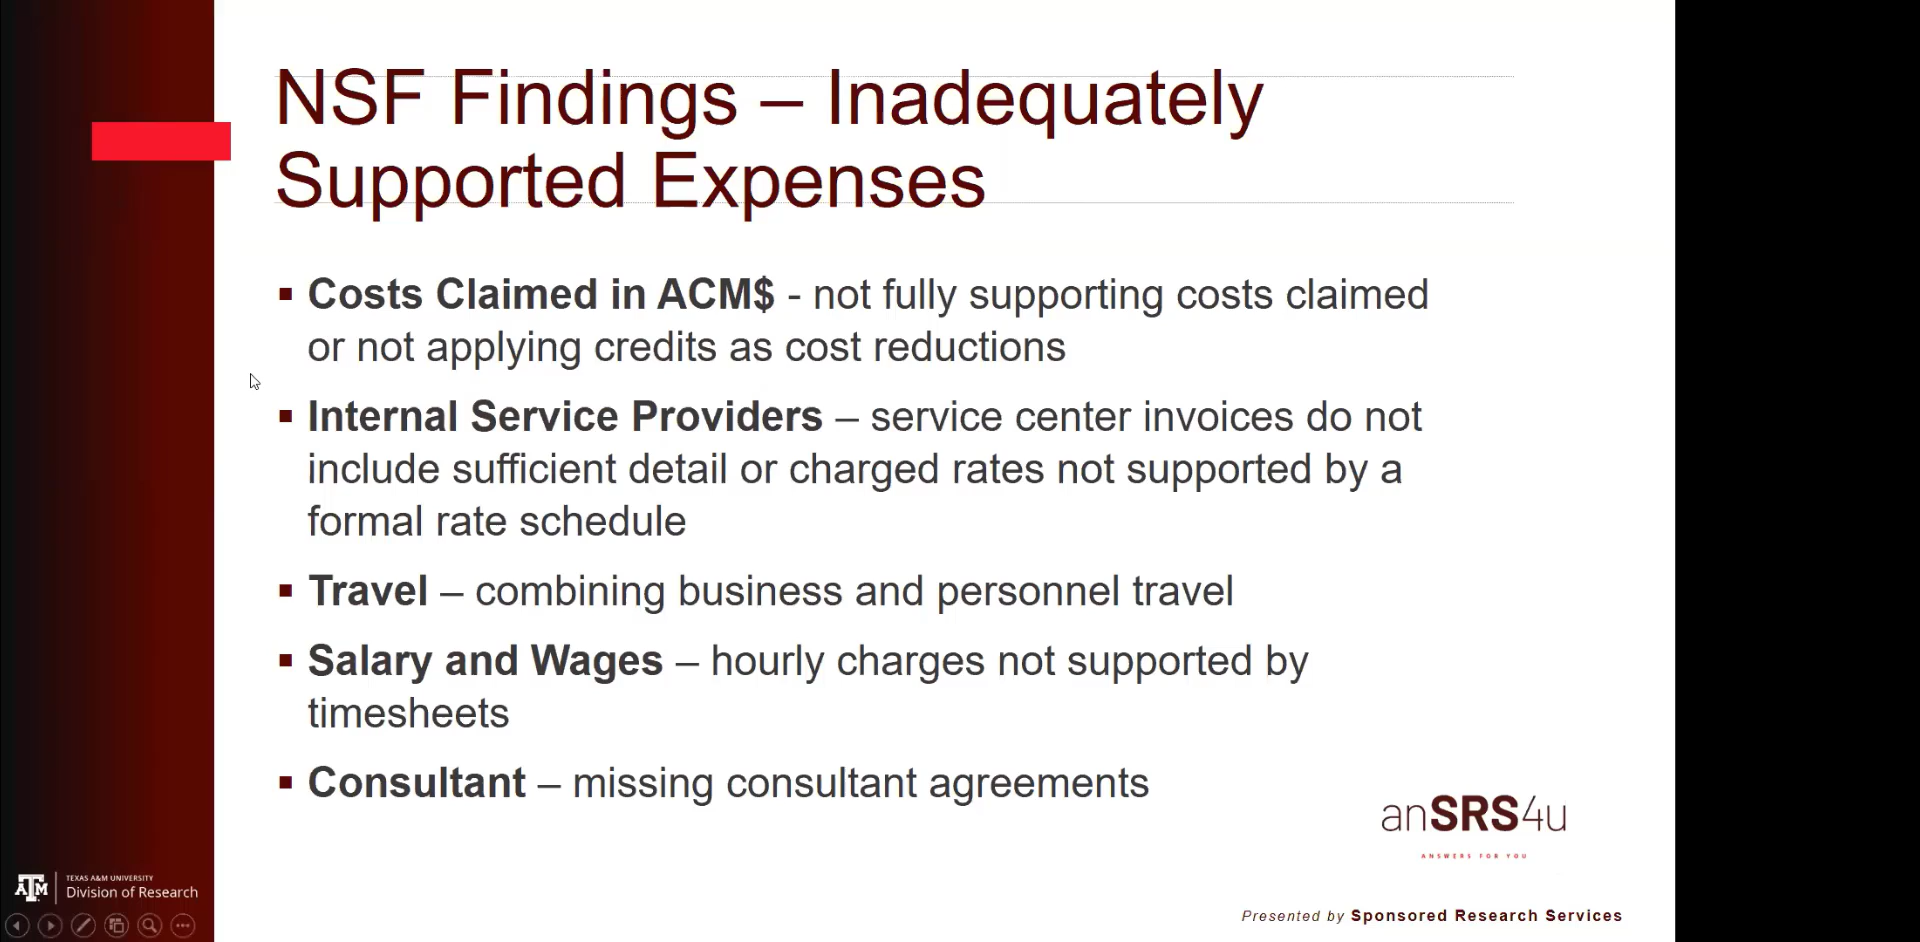 NSF Findings – Inadequately
Supported Expenses
▪ Costs Claimed in ACM$ - not fully supporting costs claimed
or not applying credits as cost reductions
▪ Internal Service Providers – service center invoices do not
include sufficient detail or charged rates not supported by a
formal rate schedule
▪ Travel – combining business and personnel travel
▪ Salary and Wages – hourly charges not supported by
timesheets
▪ Consultant – missing consultant agreements
anSRS4u
ANSWERS FOR YOU
ATM
TEXAS A&M UNIVERSITY
Division of Research
Presented by Sponsored Research Services